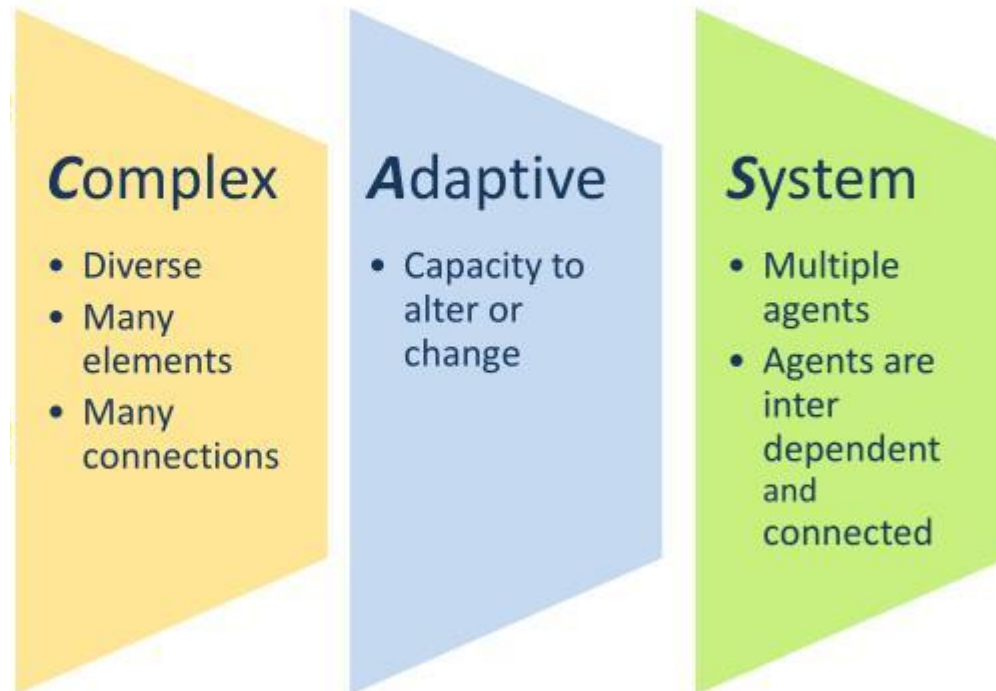 Complex
• Diverse
• Many
elements
• Many
connections
Adaptive
• Capacity to
alter or
change
System
• Multiple
agents
• Agents are
inter
dependent
and
connected